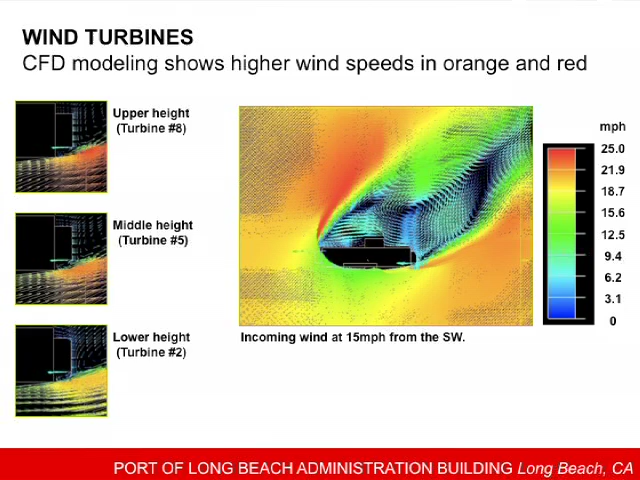 WIND TURBINES
CFD modeling shows higher wind speeds in orange and red
Upper height
(Turbine #8)
Middle height
(Turbine #5)
Lower height
(Turbine #2)
Incoming wind at 15mph from the SW.
mph
25.0
21.9
18.7
15.6
12.5
9.4
6.2
3.1
0
PORT OF LONG BEACH ADMINISTRATION BUILDING Long Beach, CA